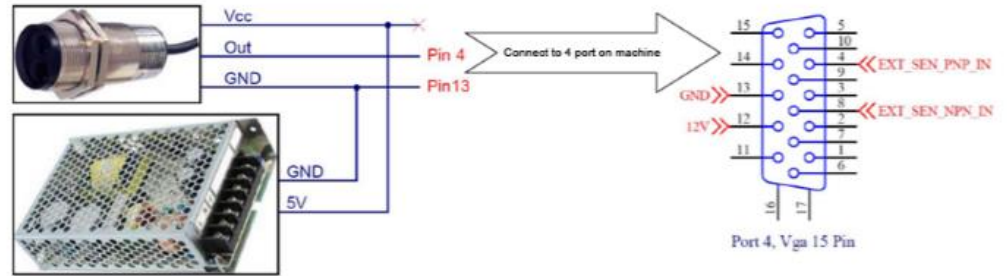 Vcc
Out
GND
Pin 4
Pin13
GND
5V
Connect to 4 port on machine
15
14
GND
13
12V
12
11
5
10
4
EXT_SEN_PNP_IN
9
3
8
EXT_SEN_NPN_IN
2
7
1
6
16
17
Port 4, Vga 15 Pin